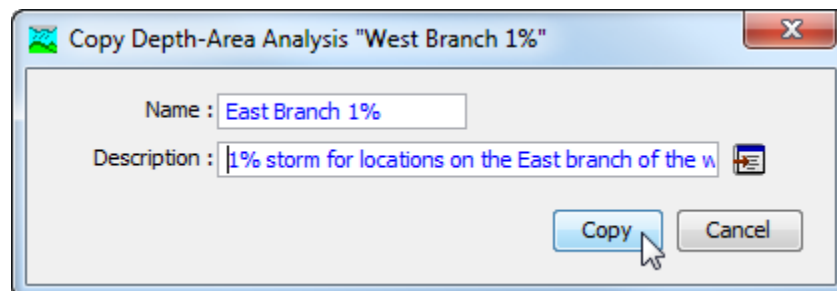 Copy Depth-Area Analysis "West Branch 1%"
Name : East Branch 1%
Description : 1% storm for locations on the East branch of the w
Copy Cancel